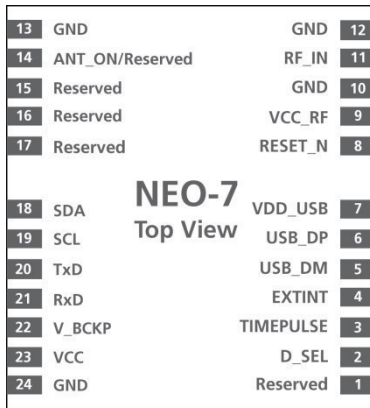 13 GND GND 12
14 ANT_ON/Reserved RF_IN 11
15 Reserved GND 10
16 Reserved VCC_RF 9
17 Reserved RESET_N 8
NEO-7
Top View
18 SDA VDD_USB 7
19 SCL USB_DP 6
20 TxD USB_DM 5
21 RxD EXTINT 4
22 V_BCKP TIMEPULSE 3
23 VCC D_SEL 2
24 GND Reserved 1